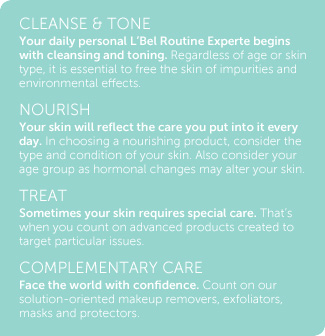 CLEANSE & TONE
Your daily personal L'Bel Routine Experte begins
with cleansing and toning. Regardless of age or skin
type, it is essential to free the skin of impurities and
environmental effects.
NOURISH
Your skin will reflect the care you put into it every
day. In choosing a nourishing product, consider the
type and condition of your skin. Also consider your
age group as hormonal changes may alter your skin.
TREAT
Sometimes your skin requires special care. That's
when you count on advanced products created to
target particular issues.
COMPLEMENTARY CARE
Face the world with confidence. Count on our
solution-oriented makeup removers, exfoliators,
masks and protectors.